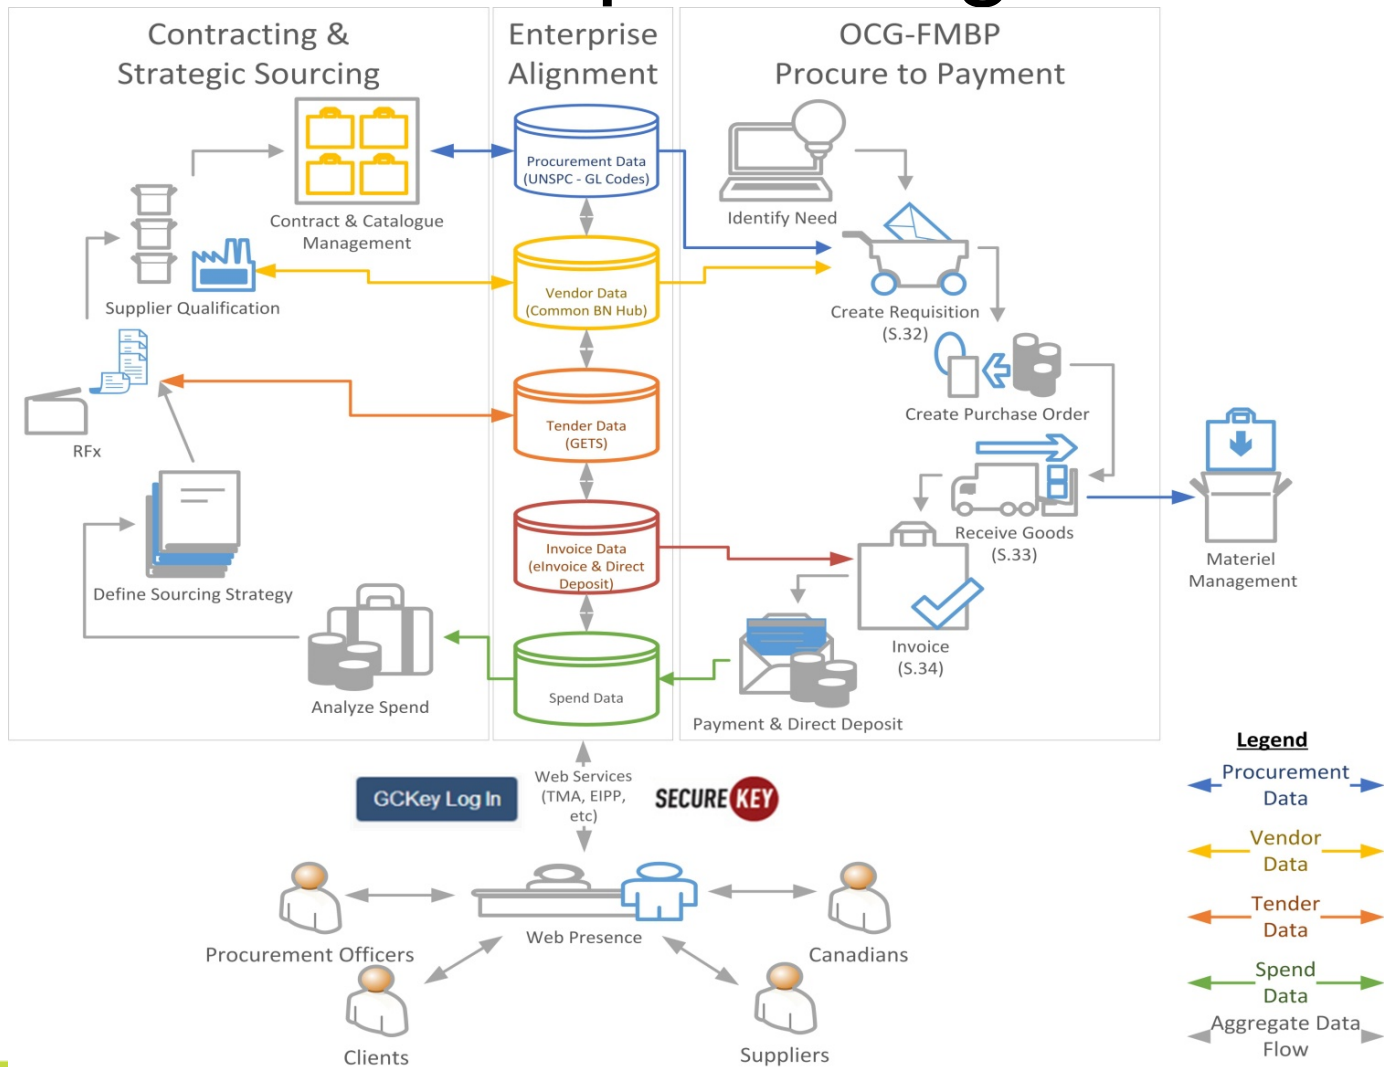 Contracting &
Strategic Sourcing
Enterprise
Alignment
OCG-FMBP
Procure to Payment
Procurement Data
(UNSPC - GL Codes)
Contract & Catalogue
Management
Identify Need
Supplier Qualification
Vendor Data
(Common BN Hub)
Create Requisition
(S.32)
RFx
Tender Data
(GETS)
Create Purchase Order
Receive Goods
(S.33)
Materiel
Management
Define Sourcing Strategy
Invoice Data
(eInvoice & Direct
Deposit)
Invoice
(S.34)
Analyze Spend
Spend Data
Payment & Direct Deposit
GCKey Log In
Web Services
(TMA, EIPP,
etc)
SECUREKEY
Legend
Procurement
Data
Vendor
Data
Tender
Data
Spend
Data
Aggregate Data
Flow
Web Presence
Procurement Officers
Canadians
Clients
Suppliers